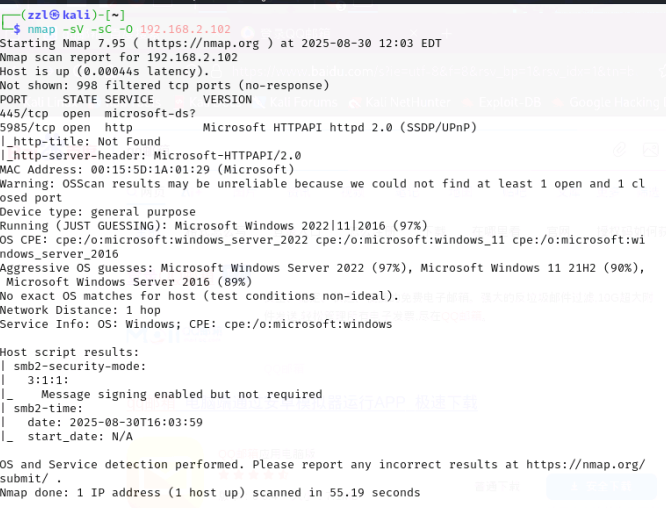 ┌──(zzl㉿kali)-[~]
└─$ nmap -sV -sC -O 192.168.2.102
Starting Nmap 7.95 ( https://nmap.org ) at 2025-08-30 12:03 EDT
Nmap scan report for 192.168.2.102
Host is up (0.00044s latency).
Not shown: 998 filtered tcp ports (no-response)
PORT     STATE SERVICE       VERSION
445/tcp  open  microsoft-ds?
5985/tcp open  http          Microsoft HTTPAPI httpd 2.0 (SSDP/UPnP)
|_http-title: Not Found
|_http-server-header: Microsoft-HTTPAPI/2.0
MAC Address: 00:15:5D:1A:01:29 (Microsoft)
Warning: OSScan results may be unreliable because we could not find at least 1 open and 1 cl
osed port
Device type: general purpose
Running (JUST GUESSING): Microsoft Windows 2022|11|2016 (97%)
OS CPE: cpe:/o:microsoft:windows_server_2022 cpe:/o:microsoft:windows_11 cpe:/o:microsoft:wi
ndows_server_2016
Aggressive OS guesses: Microsoft Windows Server 2022 (97%), Microsoft Windows 11 21H2 (90%),
 Microsoft Windows Server 2016 (89%)
No exact OS matches for host (test conditions non-ideal).
Network Distance: 1 hop
Service Info: OS: Windows; CPE: cpe:/o:microsoft:windows

Host script results:
| smb2-security-mode:
|   3:1:1:
|_    Message signing enabled but not required
| smb2-time:
|   date: 2025-08-30T16:03:59
|_  start_date: N/A

OS and Service detection performed. Please report any incorrect results at https://nmap.org/
submit/ .
Nmap done: 1 IP address (1 host up) scanned in 55.19 seconds